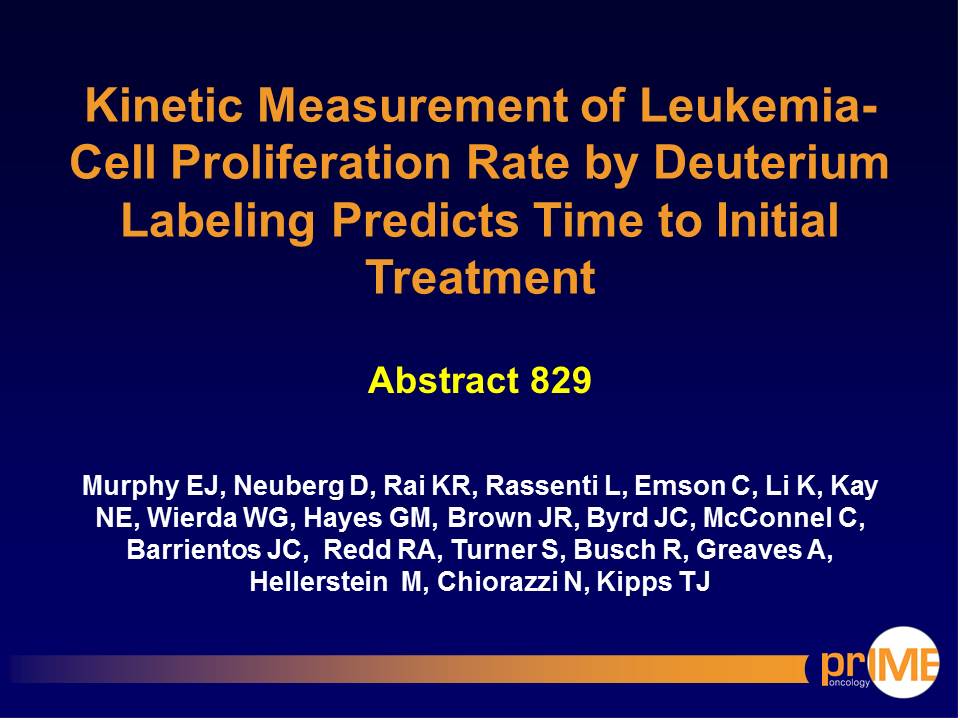 Kinetic Measurement of Leukemia-
Cell Proliferation Rate by Deuterium
Labeling Predicts Time to Initial
Treatment
Abstract 829
Murphy EJ, Neuberg D, Rai KR, Rassenti L, Emson C, Li K, Kay
NE, Wierda WG, Hayes GM, Brown JR, Byrd JC, McConnel C,
Barrientos JC, Redd RA, Turner S, Busch R, Greaves A,
Hellerstein M, Chiorazzi N, Kipps TJ
prIME
oncology